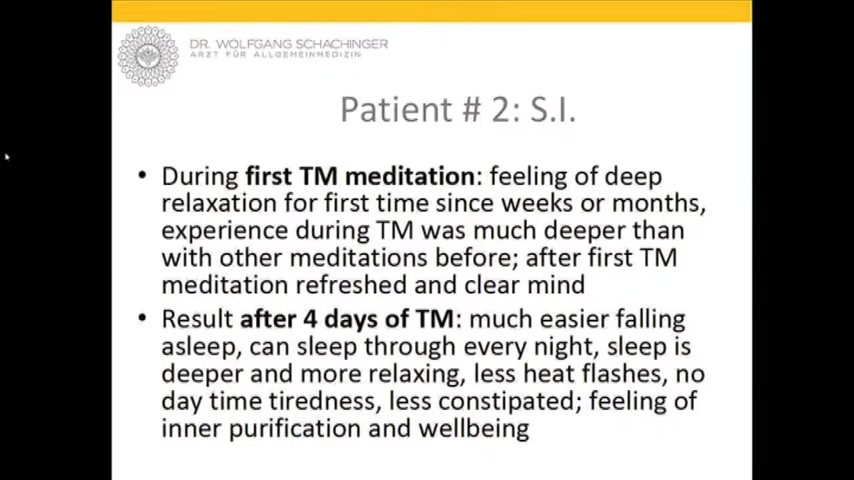 DR. WOLFGANG SCHACHINGER
ARZT FÜR ALLGEMEINMEDIZIN
Patient # 2: S.I.
• During first TM meditation: feeling of deep
relaxation for first time since weeks or months,
experience during TM was much deeper than
with other meditations before; after first TM
meditation refreshed and clear mind
• Result after 4 days of TM: much easier falling
asleep, can sleep through every night, sleep is
deeper and more relaxing, less heat flashes, no
day time tiredness, less constipated; feeling of
inner purification and wellbeing